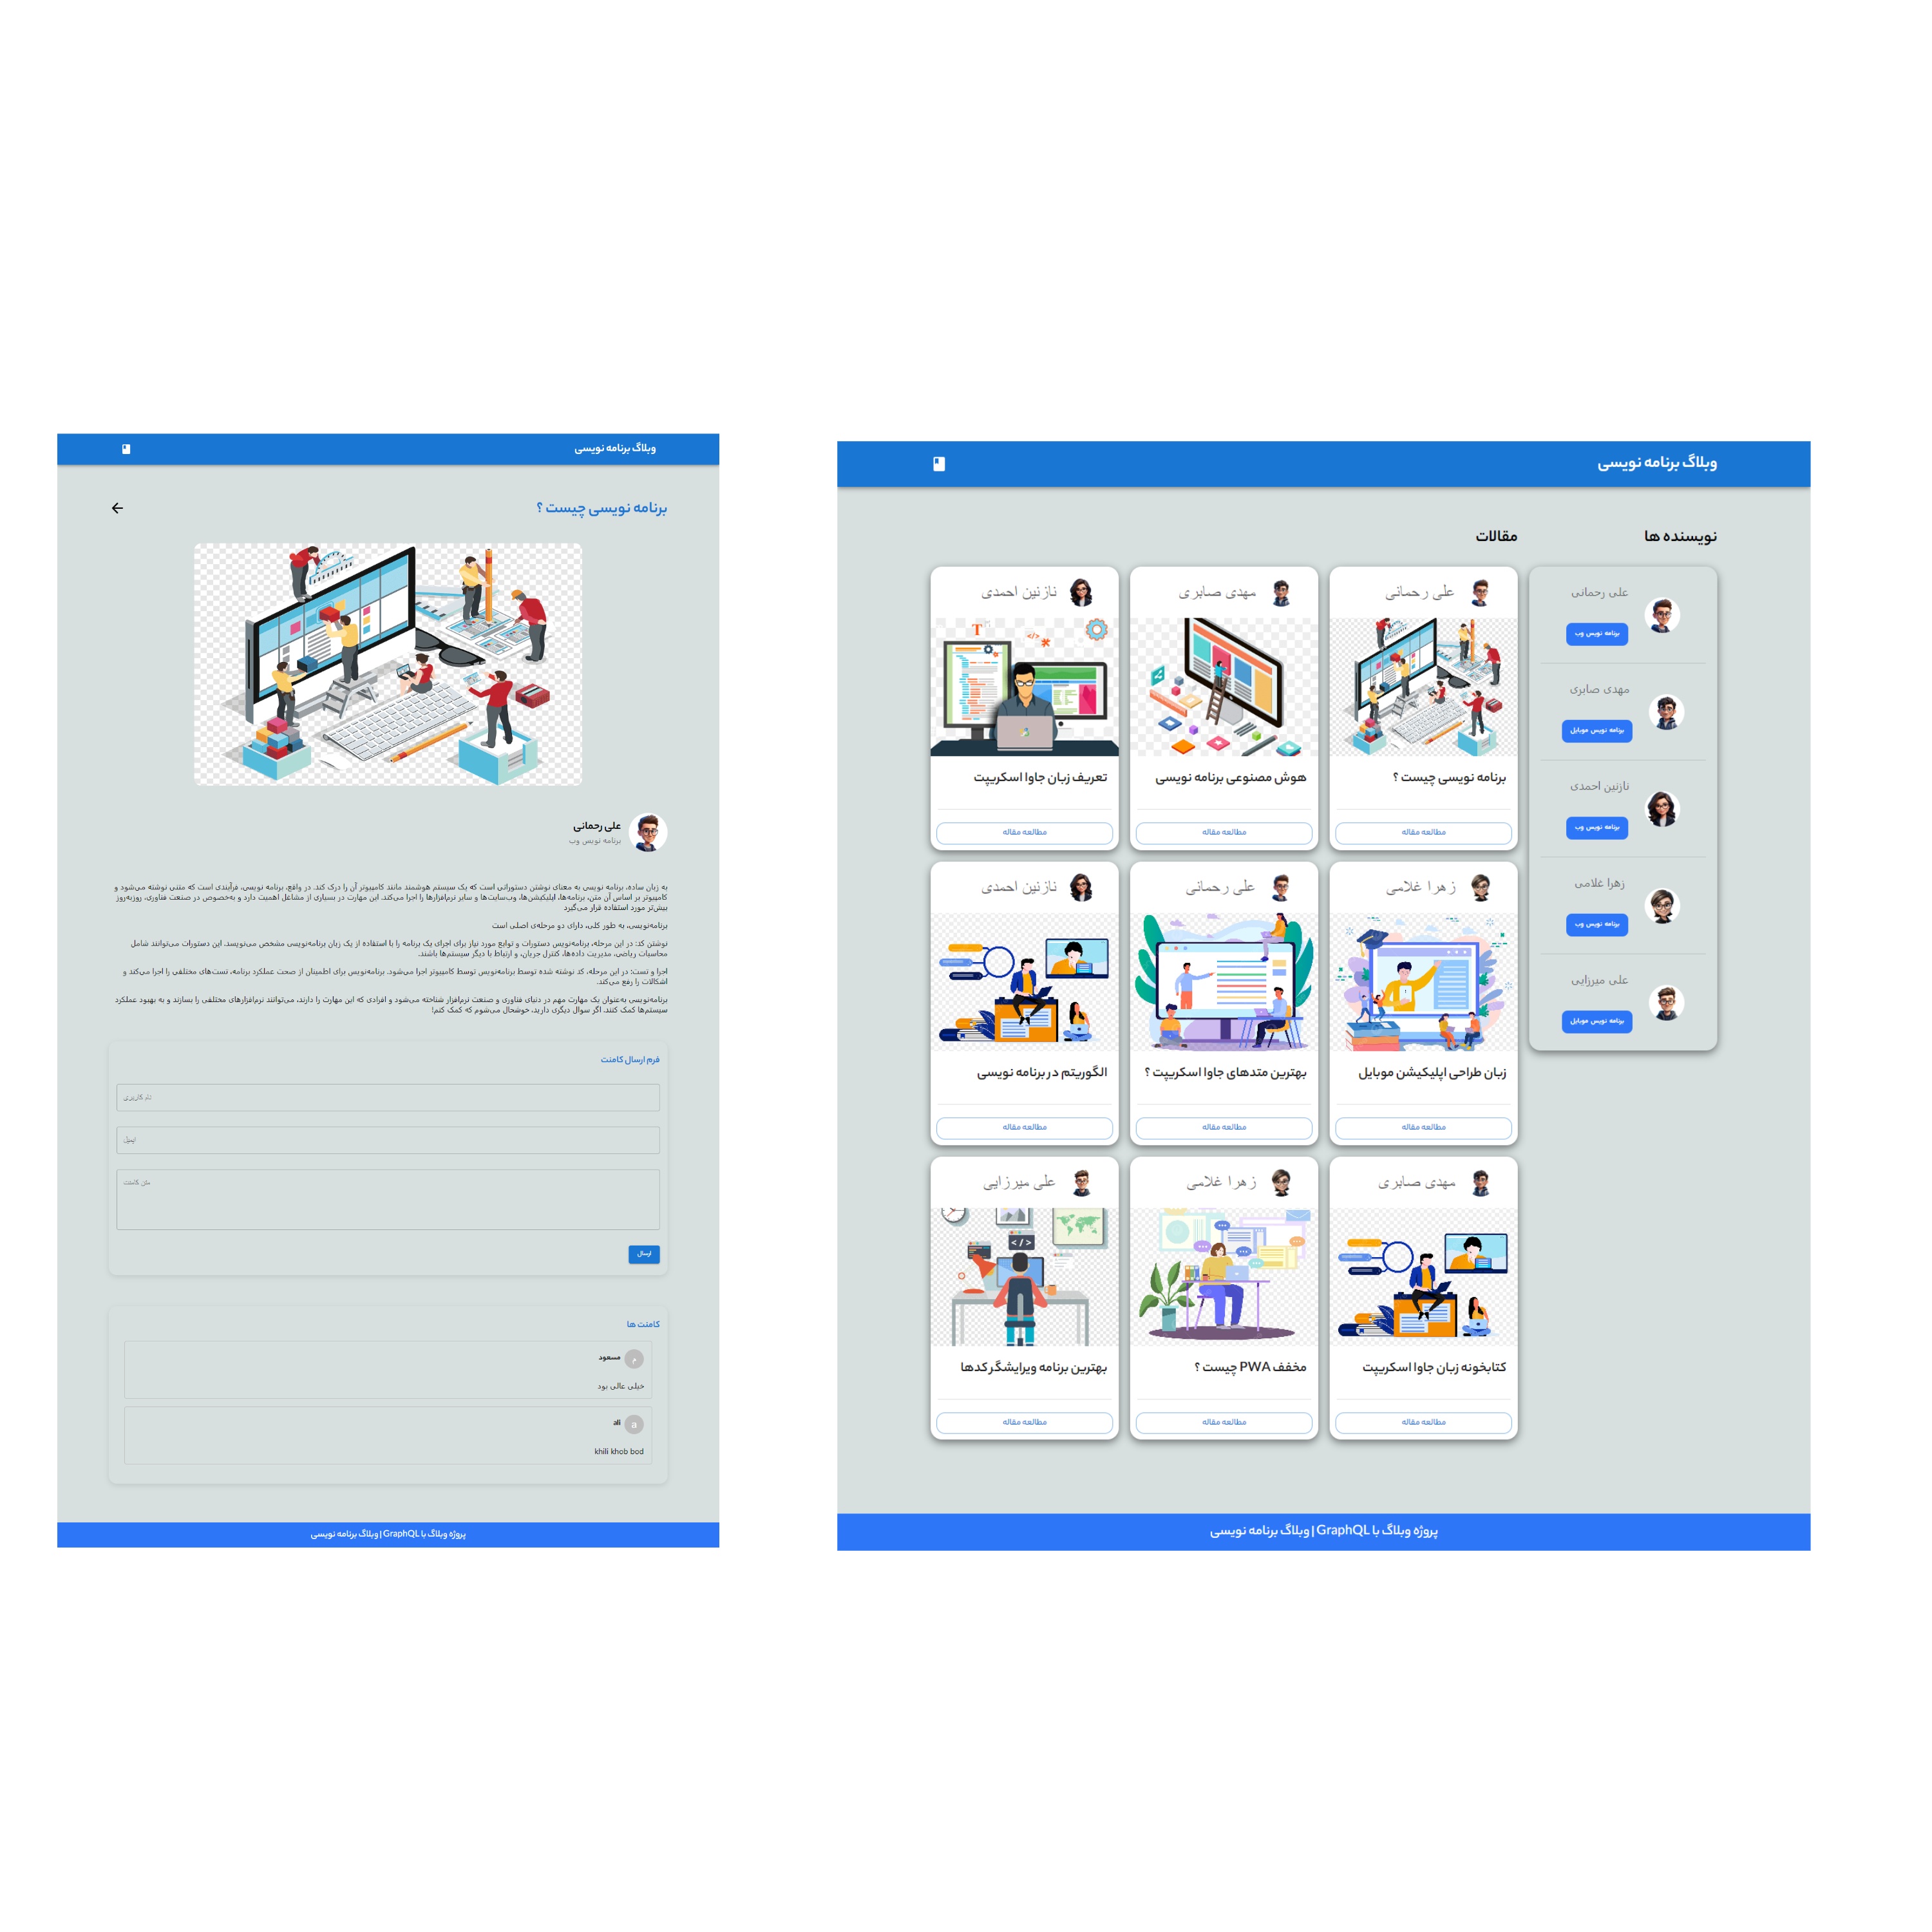 وبلاگ برنامه نویسی
برنامه نویسی چیست ؟
علی رحمانی
برنامه نویس وب
به زبان ساده، برنامه نویسی به معنای نوشتن دستوراتی است که یک سیستم هوشمند مانند کامپیوتر آن را درک کند. در واقع، برنامه نویسی، فرآیندی است که متنی نوشته می‌شود و
کامپیوتر بر اساس آن متن، برنامه‌ها، اپلیکیشن‌ها، وب‌سایت‌ها و سایر نرم‌افزارها را اجرا می‌کند. این مهارت در بسیاری از مشاغل اهمیت دارد و به‌خصوص در صنعت فناوری، روزبه‌روز
بیش‌تر مورد استفاده قرار می‌گیرد
برنامه‌نویسی، به طور کلی، دارای دو مرحله‌ی اصلی است
نوشتن کد: در این مرحله، برنامه‌نویس دستورات و توابع مورد نیاز برای اجرای یک برنامه را با استفاده از یک زبان برنامه‌نویسی مشخص می‌نویسد. این دستورات می‌توانند شامل
محاسبات ریاضی، مدیریت داده‌ها، کنترل جریان، و ارتباط با دیگر سیستم‌ها باشند.
اجرا و تست: در این مرحله، کد نوشته شده توسط برنامه‌نویس توسط کامپیوتر اجرا می‌شود. برنامه‌نویس برای اطمینان از صحت عملکرد برنامه، تست‌های مختلفی را اجرا می‌کند و
اشکالات را رفع می‌کند.
برنامه‌نویسی به‌عنوان یک مهارت مهم در دنیای فناوری و صنعت نرم‌افزار شناخته می‌شود و افرادی که این مهارت را دارند، می‌توانند نرم‌افزارهای مختلفی را بسازند و به بهبود عملکرد
سیستم‌ها کمک کنند. اگر سوال دیگری دارید، خوشحال می‌شوم که کمک کنم!
فرم ارسال کامنت
نام کاربری
ایمیل
متن کامنت
ارسال
کامنت ها
م
مسعود
خیلی عالی بود
a
ali
khili khob bod
پروژه وبلاگ با GraphQL | وبلاگ برنامه نویسی
وبلاگ برنامه نویسی
نویسنده ها
علی رحمانی
برنامه نویس وب
مهدی صابری
برنامه نویس موبایل
نازنین احمدی
برنامه نویس وب
زهرا غلامی
برنامه نویس وب
علی میرزایی
برنامه نویس موبایل
مقالات
علی رحمانی
برنامه نویسی چیست ؟
مطالعه مقاله
مهدی صابری
هوش مصنوعی برنامه نویسی
مطالعه مقاله
نازنین احمدی
T
</>
تعریف زبان جاوا اسکریپت
مطالعه مقاله
زهرا غلامی
زبان طراحی اپلیکیشن موبایل
مطالعه مقاله
علی رحمانی
بهترین متدهای جاوا اسکریپت ؟
مطالعه مقاله
نازنین احمدی
الگوریتم در برنامه نویسی
مطالعه مقاله
مهدی صابری
کتابخونه زبان جاوا اسکریپت
مطالعه مقاله
زهرا غلامی
مخفف PWA چیست ؟
مطالعه مقاله
علی میرزایی
</>
بهترین برنامه ویرایشگر کدها
مطالعه مقاله
پروژه وبلاگ با GraphQL | وبلاگ برنامه نویسی